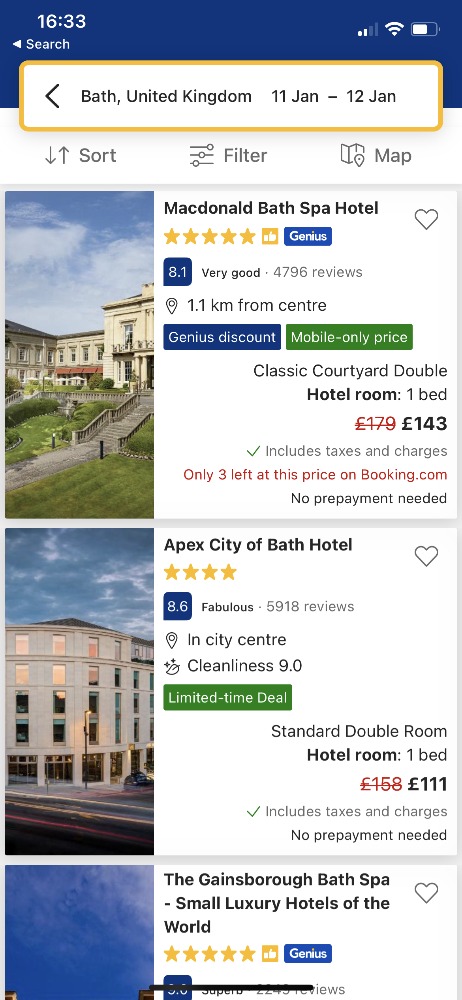 16:33
Search
Bath, United Kingdom 11 Jan – 12 Jan
Sort Filter Map
Macdonald Bath Spa Hotel
Genius
8.1 Very good · 4796 reviews
1.1 km from centre
Genius discount Mobile-only price
Classic Courtyard Double
Hotel room: 1 bed
£179 £143
Includes taxes and charges
Only 3 left at this price on Booking.com
No prepayment needed
Apex City of Bath Hotel
8.6 Fabulous · 5918 reviews
In city centre
Cleanliness 9.0
Limited-time Deal
Standard Double Room
Hotel room: 1 bed
£158 £111
Includes taxes and charges
No prepayment needed
The Gainsborough Bath Spa
- Small Luxury Hotels of the
World
Genius
9.0 Superb · 2249 reviews